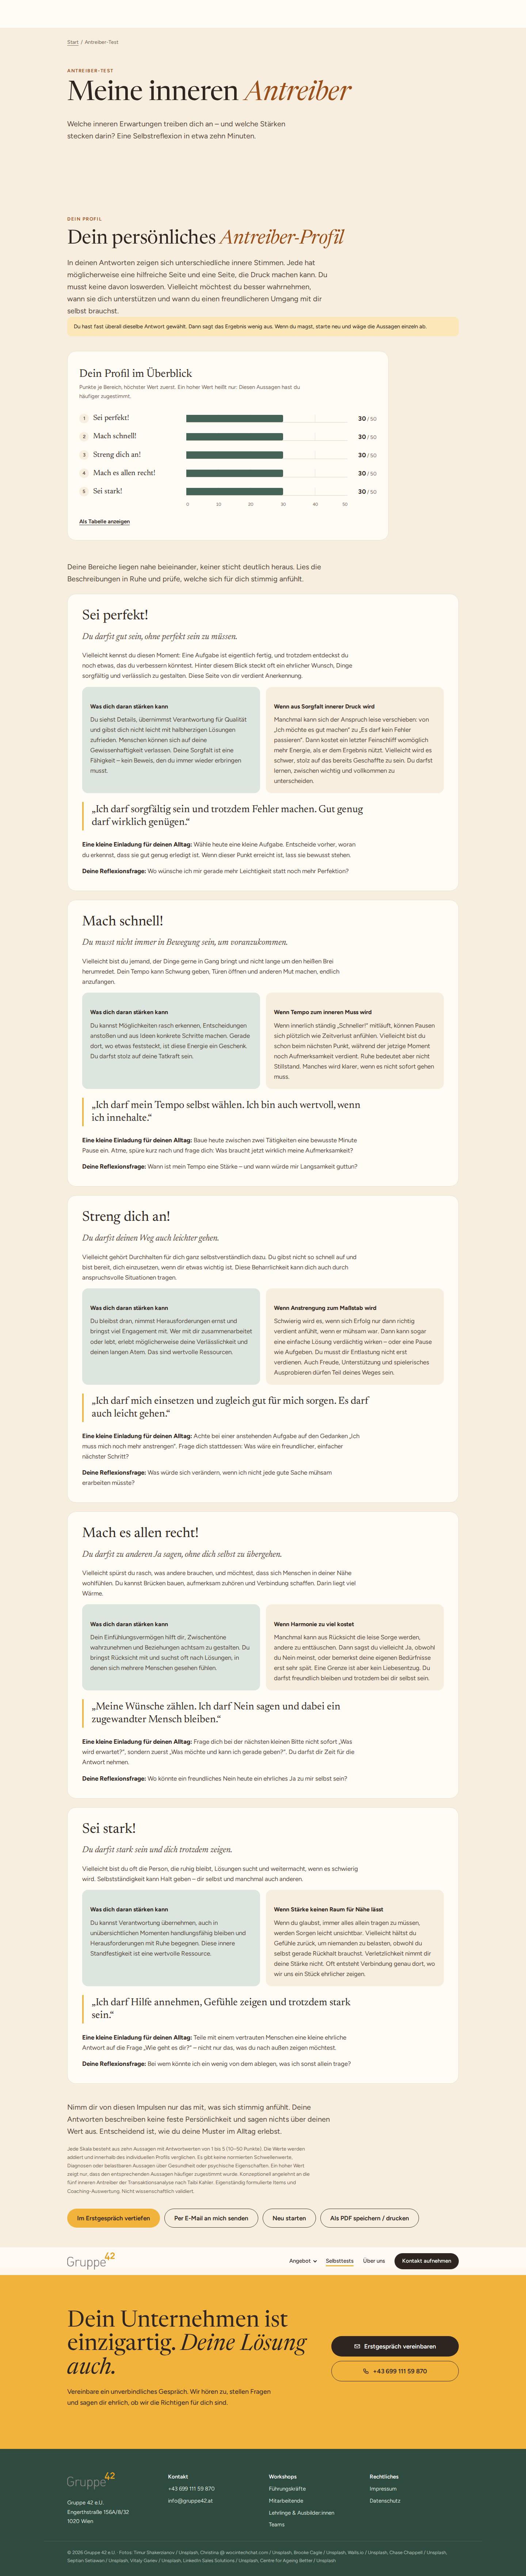 Start / Antreiber-Test
ANTREIBER-TEST
Meine inneren Antreiber
Welche inneren Erwartungen treiben dich an – und welche Stärken
stecken darin? Eine Selbstreflexion in etwa zehn Minuten.
DEIN PROFIL
Dein persönliches Antreiber-Profil
In deinen Antworten zeigen sich unterschiedliche innere Stimmen. Jede hat
möglicherweise eine hilfreiche Seite und eine Seite, die Druck machen kann. Du
musst keine davon loswerden. Vielleicht möchtest du besser wahrnehmen,
wann sie dich unterstützen und wann du einen freundlicheren Umgang mit dir
selbst brauchst.
Du hast fast überall dieselbe Antwort gewählt. Dann sagt das Ergebnis wenig aus. Wenn du magst, starte neu und wäge die Aussagen einzeln ab.
Dein Profil im Überblick
Punkte je Bereich, höchster Wert zuerst. Ein hoher Wert heißt nur: Diesen Aussagen hast du
häufiger zugestimmt.
1 Sei perfekt! 30 / 50
2 Mach schnell! 30 / 50
3 Streng dich an! 30 / 50
4 Mach es allen recht! 30 / 50
5 Sei stark! 30 / 50
0 10 20 30 40 50
Als Tabelle anzeigen
Deine Bereiche liegen nahe beieinander, keiner sticht deutlich heraus. Lies die
Beschreibungen in Ruhe und prüfe, welche sich für dich stimmig anfühlt.
Sei perfekt!
Du darfst gut sein, ohne perfekt sein zu müssen.
Vielleicht kennst du diesen Moment: Eine Aufgabe ist eigentlich fertig, und trotzdem entdeckst du
noch etwas, das du verbessern könntest. Hinter diesem Blick steckt oft ein ehrlicher Wunsch, Dinge
sorgfältig und verlässlich zu gestalten. Diese Seite von dir verdient Anerkennung.
Was dich daran stärken kann
Du siehst Details, übernimmst Verantwortung für Qualität
und gibst dich nicht leicht mit halbherzigen Lösungen
zufrieden. Menschen können sich auf deine
Gewissenhaftigkeit verlassen. Deine Sorgfalt ist eine
Fähigkeit – kein Beweis, den du immer wieder erbringen
musst.
Wenn aus Sorgfalt innerer Druck wird
Manchmal kann sich der Anspruch leise verschieben: von
„Ich möchte es gut machen“ zu „Es darf kein Fehler
passieren“. Dann kostet ein letzter Feinschliff womöglich
mehr Energie, als er dem Ergebnis nützt. Vielleicht wird es
schwer, stolz auf das bereits Geschaffte zu sein. Du darfst
lernen, zwischen wichtig und vollkommen zu
unterscheiden.
„Ich darf sorgfältig sein und trotzdem Fehler machen. Gut genug
darf wirklich genügen.“
Eine kleine Einladung für deinen Alltag: Wähle heute eine kleine Aufgabe. Entscheide vorher, woran
du erkennst, dass sie gut genug erledigt ist. Wenn dieser Punkt erreicht ist, lass sie bewusst stehen.
Deine Reflexionsfrage: Wo wünsche ich mir gerade mehr Leichtigkeit statt noch mehr Perfektion?
Mach schnell!
Du musst nicht immer in Bewegung sein, um voranzukommen.
Vielleicht bist du jemand, der Dinge gerne in Gang bringt und nicht lange um den heißen Brei
herumredet. Dein Tempo kann Schwung geben, Türen öffnen und anderen Mut machen, endlich
anzufangen.
Was dich daran stärken kann
Du kannst Möglichkeiten rasch erkennen, Entscheidungen
anstoßen und aus Ideen konkrete Schritte machen. Gerade
dort, wo etwas feststeckt, ist diese Energie ein Geschenk.
Du darfst stolz auf deine Tatkraft sein.
Wenn Tempo zum inneren Muss wird
Wenn innerlich ständig „Schneller!“ mitläuft, können Pausen
sich plötzlich wie Zeitverlust anfühlen. Vielleicht bist du
schon beim nächsten Punkt, während der jetzige Moment
noch Aufmerksamkeit verdient. Ruhe bedeutet aber nicht
Stillstand. Manches wird klarer, wenn es nicht sofort gehen
muss.
„Ich darf mein Tempo selbst wählen. Ich bin auch wertvoll, wenn
ich innehalte.“
Eine kleine Einladung für deinen Alltag: Baue heute zwischen zwei Tätigkeiten eine bewusste Minute
Pause ein. Atme, spüre kurz nach und frage dich: Was braucht jetzt wirklich meine Aufmerksamkeit?
Deine Reflexionsfrage: Wann ist mein Tempo eine Stärke – und wann würde mir Langsamkeit guttun?
Streng dich an!
Du darfst deinen Weg auch leichter gehen.
Vielleicht gehört Durchhalten für dich ganz selbstverständlich dazu. Du gibst nicht so schnell auf und
bist bereit, dich einzusetzen, wenn dir etwas wichtig ist. Diese Beharrlichkeit kann dich auch durch
anspruchsvolle Situationen tragen.
Was dich daran stärken kann
Du bleibst dran, nimmst Herausforderungen ernst und
bringst viel Engagement mit. Wer mit dir zusammenarbeitet
oder lebt, erlebt möglicherweise deine Verlässlichkeit und
deinen langen Atem. Das sind wertvolle Ressourcen.
Wenn Anstrengung zum Maßstab wird
Schwierig wird es, wenn sich Erfolg nur dann richtig
verdient anfühlt, wenn er mühsam war. Dann kann sogar
eine einfache Lösung verdächtig wirken – oder eine Pause
wie Aufgeben. Du musst dir Entlastung nicht erst
verdienen. Auch Freude, Unterstützung und spielerisches
Ausprobieren dürfen Teil deines Weges sein.
„Ich darf mich einsetzen und zugleich gut für mich sorgen. Es darf
auch leicht gehen.“
Eine kleine Einladung für deinen Alltag: Achte bei einer anstehenden Aufgabe auf den Gedanken „Ich
muss mich noch mehr anstrengen“. Frage dich stattdessen: Was wäre ein freundlicher, einfacher
nächster Schritt?
Deine Reflexionsfrage: Was würde sich verändern, wenn ich nicht jede gute Sache mühsam
erarbeiten müsste?
Mach es allen recht!
Du darfst zu anderen Ja sagen, ohne dich selbst zu übergehen.
Vielleicht spürst du rasch, was andere brauchen, und möchtest, dass sich Menschen in deiner Nähe
wohlfühlen. Du kannst Brücken bauen, aufmerksam zuhören und Verbindung schaffen. Darin liegt viel
Wärme.
Was dich daran stärken kann
Dein Einfühlungsvermögen hilft dir, Zwischentöne
wahrzunehmen und Beziehungen achtsam zu gestalten. Du
bringst Rücksicht mit und suchst oft nach Lösungen, in
denen sich mehrere Menschen gesehen fühlen.
Wenn Harmonie zu viel kostet
Manchmal kann aus Rücksicht die leise Sorge werden,
andere zu enttäuschen. Dann sagst du vielleicht Ja, obwohl
du Nein meinst, oder bemerkst deine eigenen Bedürfnisse
erst sehr spät. Eine Grenze ist aber kein Liebesentzug. Du
darfst freundlich bleiben und trotzdem bei dir selbst sein.
„Meine Wünsche zählen. Ich darf Nein sagen und dabei ein
zugewandter Mensch bleiben.“
Eine kleine Einladung für deinen Alltag: Frage dich bei der nächsten kleinen Bitte nicht sofort „Was
wird erwartet?“, sondern zuerst „Was möchte und kann ich gerade geben?“. Du darfst dir Zeit für die
Antwort nehmen.
Deine Reflexionsfrage: Wo könnte ein freundliches Nein heute ein ehrliches Ja zu mir selbst sein?
Sei stark!
Du darfst stark sein und dich trotzdem zeigen.
Vielleicht bist du oft die Person, die ruhig bleibt, Lösungen sucht und weitermacht, wenn es schwierig
wird. Selbstständigkeit kann Halt geben – dir selbst und manchmal auch anderen.
Was dich daran stärken kann
Du kannst Verantwortung übernehmen, auch in
unübersichtlichen Momenten handlungsfähig bleiben und
Herausforderungen mit Ruhe begegnen. Diese innere
Standfestigkeit ist eine wertvolle Ressource.
Wenn Stärke keinen Raum für Nähe lässt
Wenn du glaubst, immer alles allein tragen zu müssen,
werden Sorgen leicht unsichtbar. Vielleicht hältst du
Gefühle zurück, um niemanden zu belasten, obwohl du
selbst gerade Rückhalt brauchst. Verletzlichkeit nimmt dir
deine Stärke nicht. Oft entsteht Verbindung genau dort, wo
wir uns ein Stück ehrlicher zeigen.
„Ich darf Hilfe annehmen, Gefühle zeigen und trotzdem stark
sein.“
Eine kleine Einladung für deinen Alltag: Teile mit einem vertrauten Menschen eine kleine ehrliche
Antwort auf die Frage „Wie geht es dir?“ – nicht nur das, was du nach außen zeigen möchtest.
Deine Reflexionsfrage: Bei wem könnte ich ein wenig von dem ablegen, was ich sonst allein trage?
Nimm dir von diesen Impulsen nur das mit, was sich stimmig anfühlt. Deine
Antworten beschreiben keine feste Persönlichkeit und sagen nichts über deinen
Wert aus. Entscheidend ist, wie du deine Muster im Alltag erlebst.
Jede Skala besteht aus zehn Aussagen mit Antwortwerten von 1 bis 5 (10–50 Punkte). Die Werte werden
addiert und innerhalb des individuellen Profils verglichen. Es gibt keine normierten Schwellenwerte,
Diagnosen oder belastbaren Aussagen über Gesundheit oder psychische Eigenschaften. Ein hoher Wert
zeigt nur, dass den entsprechenden Aussagen häufiger zugestimmt wurde. Konzeptionell angelehnt an die
fünf inneren Antreiber der Transaktionsanalyse nach Taibi Kahler. Eigenständig formulierte Items und
Coaching-Auswertung. Nicht wissenschaftlich validiert.
Im Erstgespräch vertiefen
Per E-Mail an mich senden
Neu starten
Als PDF speichern / drucken
Gruppe 42
Angebot
Selbsttests
Über uns
Kontakt aufnehmen
Dein Unternehmen ist
einzigartig. Deine Lösung
auch.
Vereinbare ein unverbindliches Gespräch. Wir hören zu, stellen Fragen
und sagen dir ehrlich, ob wir die Richtigen für dich sind.
Erstgespräch vereinbaren
+43 699 111 59 870
Gruppe 42
Gruppe 42 e.U.
Engerthstraße 156A/8/32
1020 Wien
Kontakt
+43 699 111 59 870
info@gruppe42.at
Workshops
Führungskräfte
Mitarbeitende
Lehrlinge & Ausbilder:innen
Teams
Rechtliches
Impressum
Datenschutz